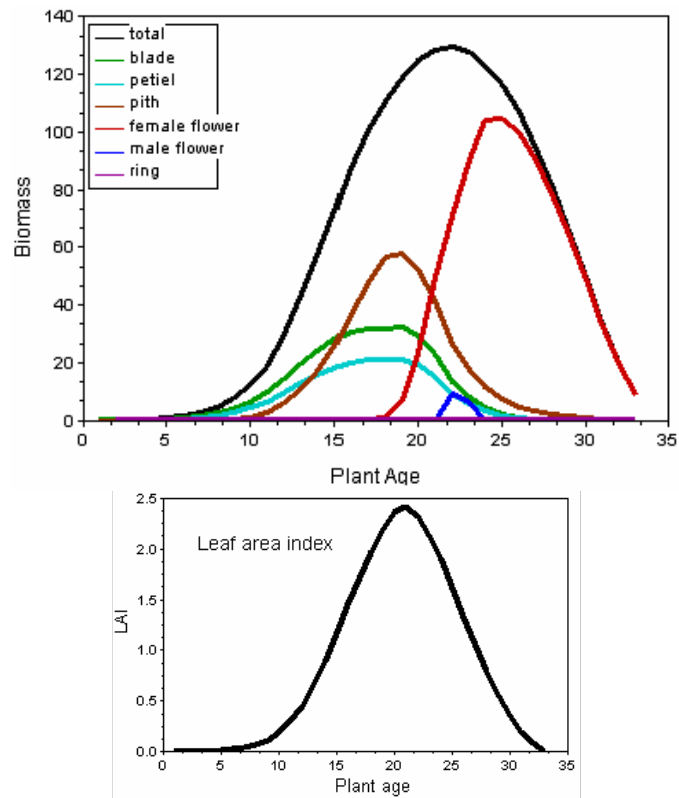 140
120
100
80
60
40
20
0
Biomass
total
blade
petiel
pith
female flower
male flower
ring
0 5 10 15 20 25 30 35
Plant Age
2.5
2.0
1.5
1.0
0.5
0.0
LAI
Leaf area index
0 5 10 15 20 25 30 35
Plant age